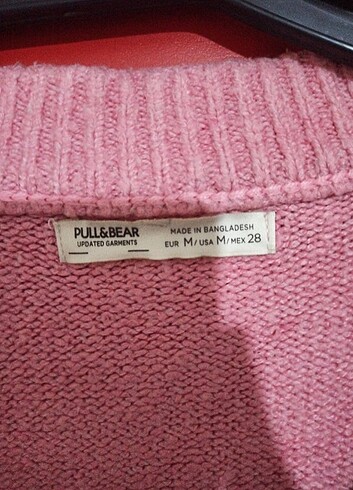 PULL&BEAR
UPDATED GARMENTS
MADE IN BANGLADESH
EUR M/USA M/MEX 28